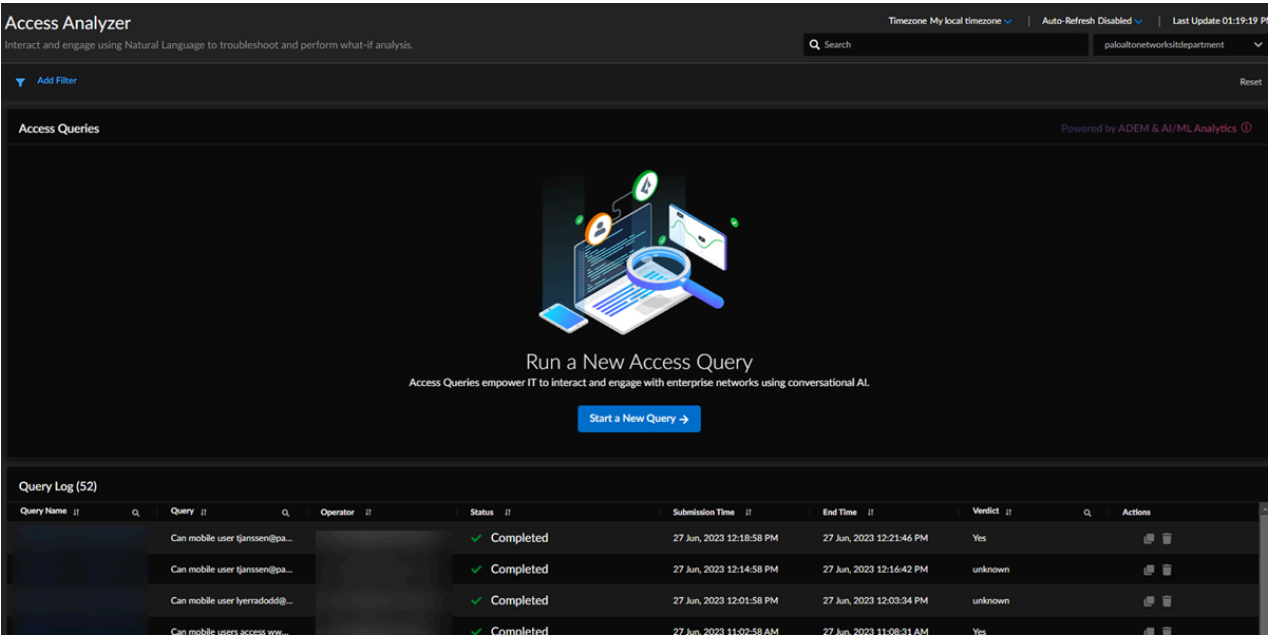 Access Analyzer
Timezone My local timezone
Auto-Refresh Disabled
Last Update 01:19:19 PM
Interact and engage using Natural Language to troubleshoot and perform what-if analysis.
Search
paloaltonetworksitdepartment
Add Filter
Reset
Access Queries
Powered by ADEM & AI/ML Analytics
Run a New Access Query
Access Queries empower IT to interact and engage with enterprise networks using conversational AI.
Start a New Query →
Query Log (52)
Query Name Query Operator Status Submission Time End Time Verdict Actions
Can mobile user tjanssen@pa... Completed 27 Jun, 2023 12:18:58 PM 27 Jun, 2023 12:21:46 PM Yes
Can mobile user tjanssen@pa... Completed 27 Jun, 2023 12:14:58 PM 27 Jun, 2023 12:16:42 PM unknown
Can mobile user lyerradodd@... Completed 27 Jun, 2023 12:01:58 PM 27 Jun, 2023 12:03:34 PM unknown
Can mobile users access ww... Completed 27 Jun, 2023 11:02:58 AM 27 Jun, 2023 11:08:31 AM Yes